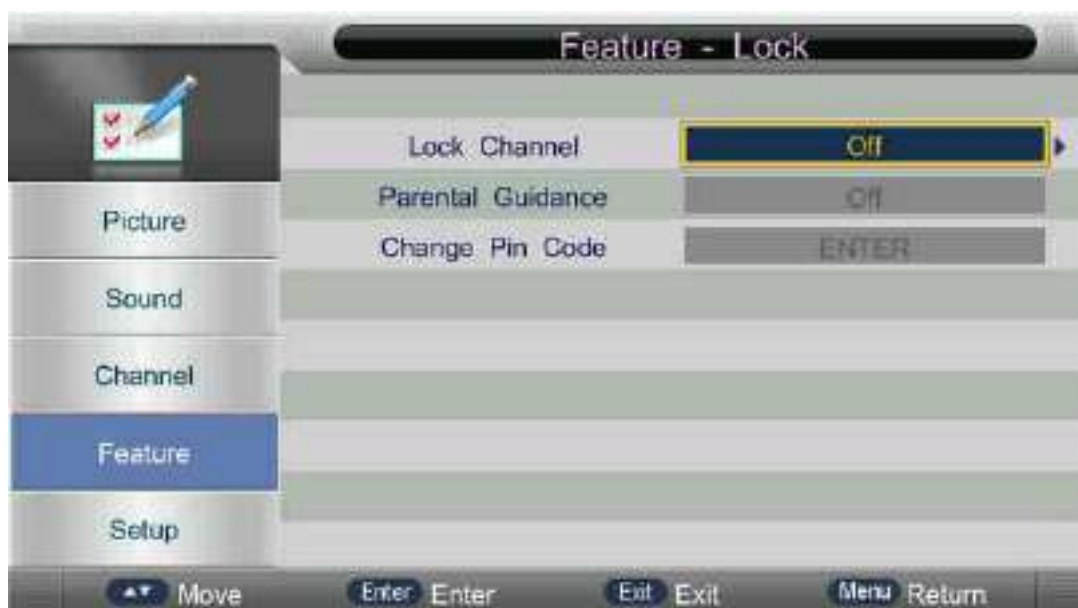 Feature - Lock
Lock Channel Off
Parental Guidance Off
Change Pin Code ENTER
Picture
Sound
Channel
Feature
Setup
Move Enter Enter Exit Exit Menu Return